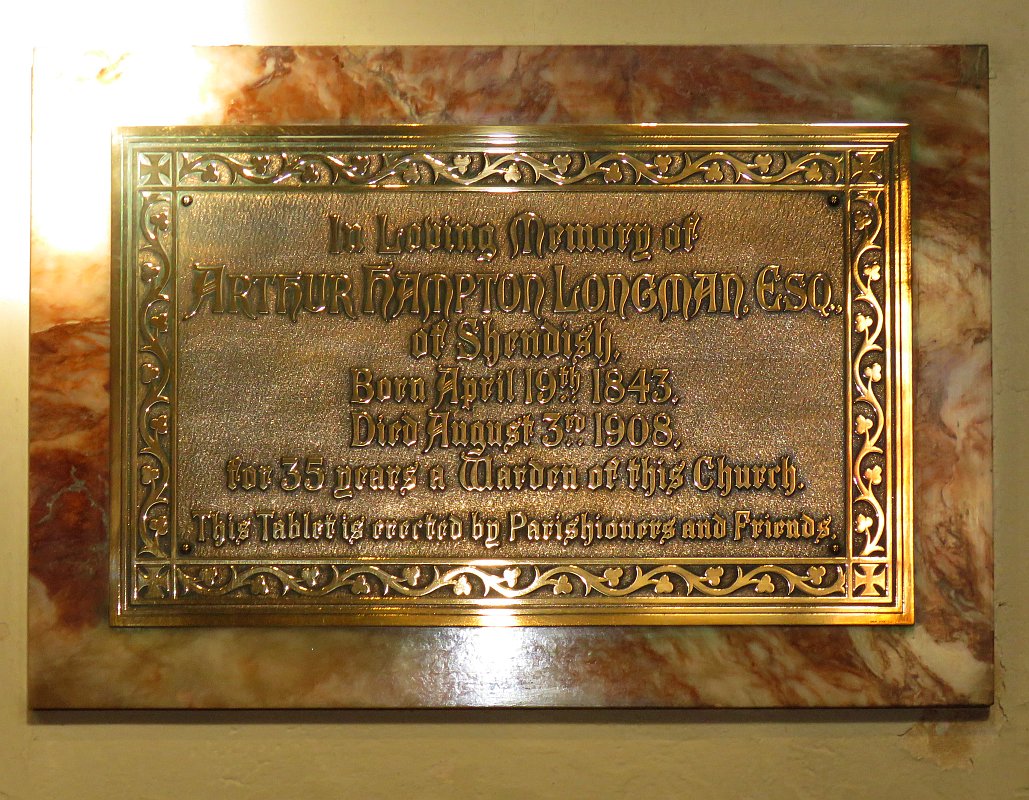 In Loving Memory of
ARTHUR HAMPTON LONGMAN, ESQ.,
of Shendish,
Born April 19th 1843.
Died August 3RD 1908.
for 35 years a Warden of this Church.
This Tablet is erected by Parishioners and Friends.